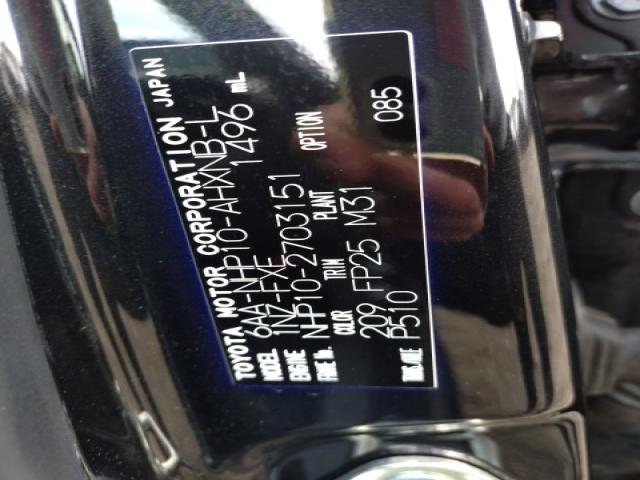 TOYOTA MOTOR CORPORATION JAPAN
MODEL 6AA-NHP10-AHXNB-L
ENGINE 1NZ-FXE 1496 mL
FRAME No. NHP10-2703151
COLOR TRIM PLANT OPTION
209 FP25 M31 085
TRANS./AXLE P510